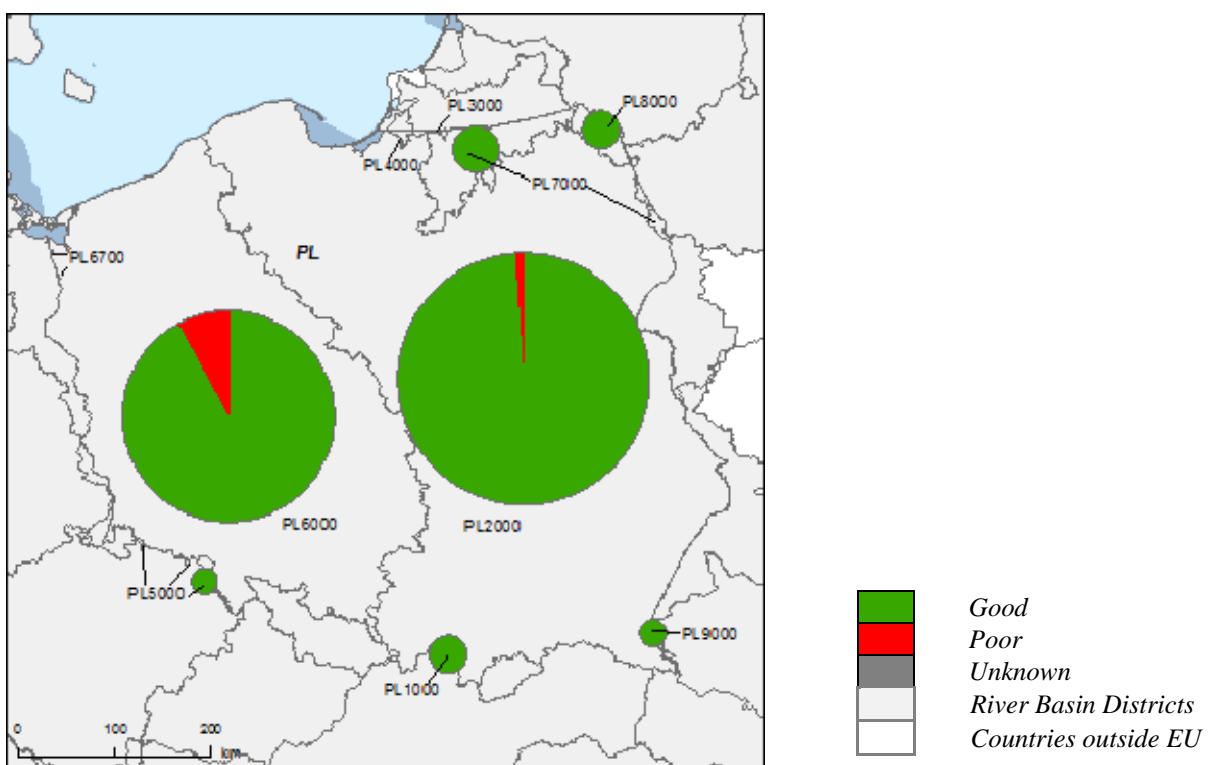 PL8000
PL3000
PL4000
PL7000
PL
PL6700
PL6000
PL2000
PL5000
PL9000
PL1000
0 100 200
km
Good
Poor
Unknown
River Basin Districts
Countries outside EU